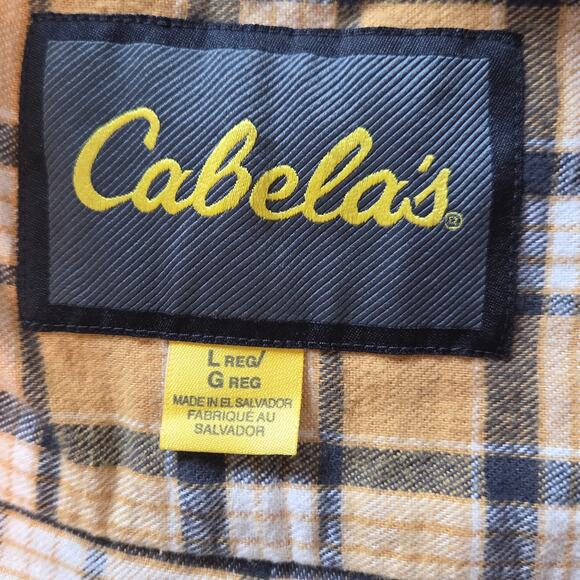 Cabela's®
L REG/
G REG
MADE IN EL SALVADOR
FABRIQUÉ AU
SALVADOR